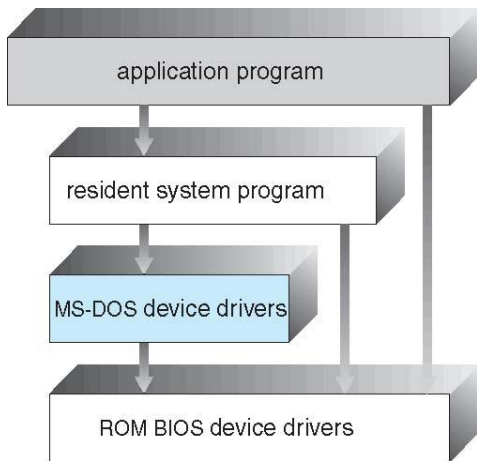 application program
resident system program
MS-DOS device drivers
ROM BIOS device drivers